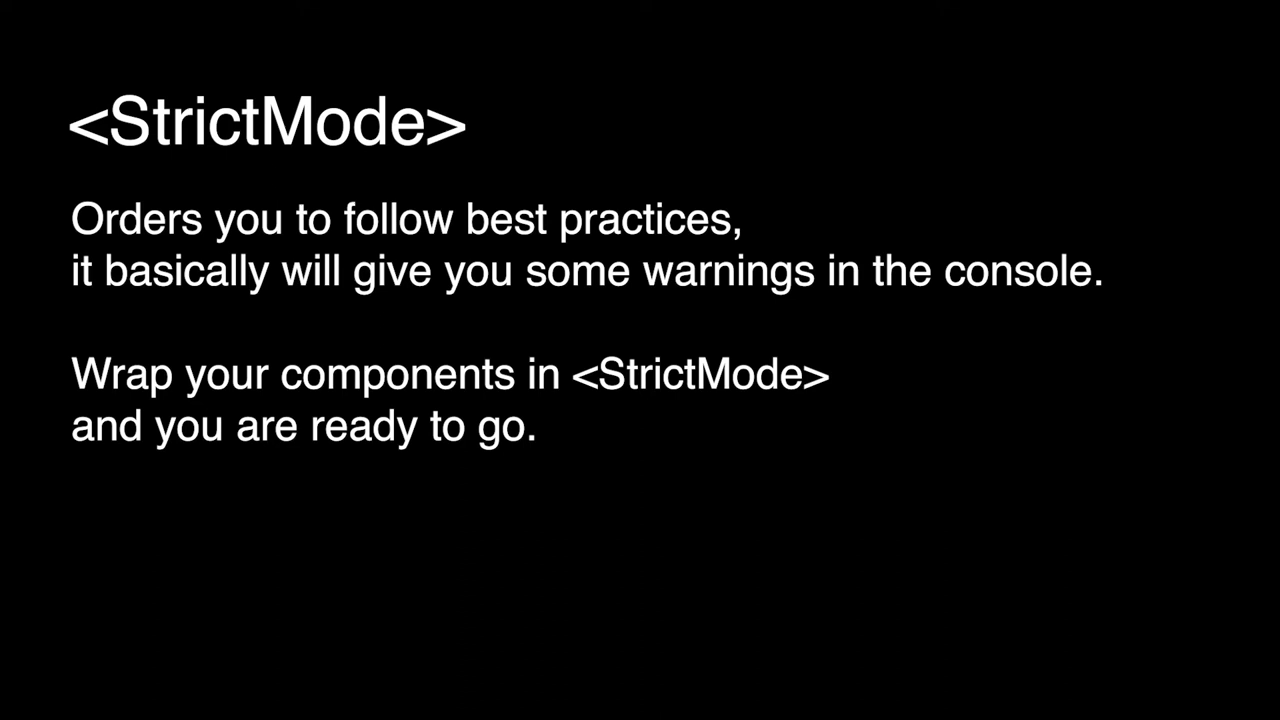 <StrictMode>
Orders you to follow best practices,
it basically will give you some warnings in the console.
Wrap your components in <StrictMode>
and you are ready to go.